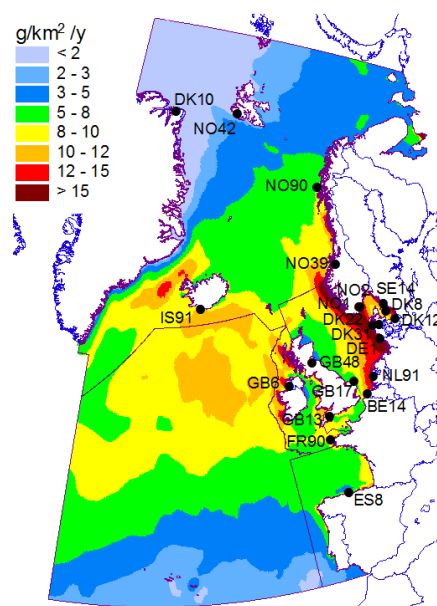 g/km² /y
< 2
2 - 3
3 - 5
5 - 8
8 - 10
10 - 12
12 - 15
> 15
DK10
NO42
NO90
NO39
NO2
SE14
NO1
DK8
DK22
DK12
DK3
DE1
IS91
GB48
GB6
NL91
GB17
BE14
GB13
FR90
ES8